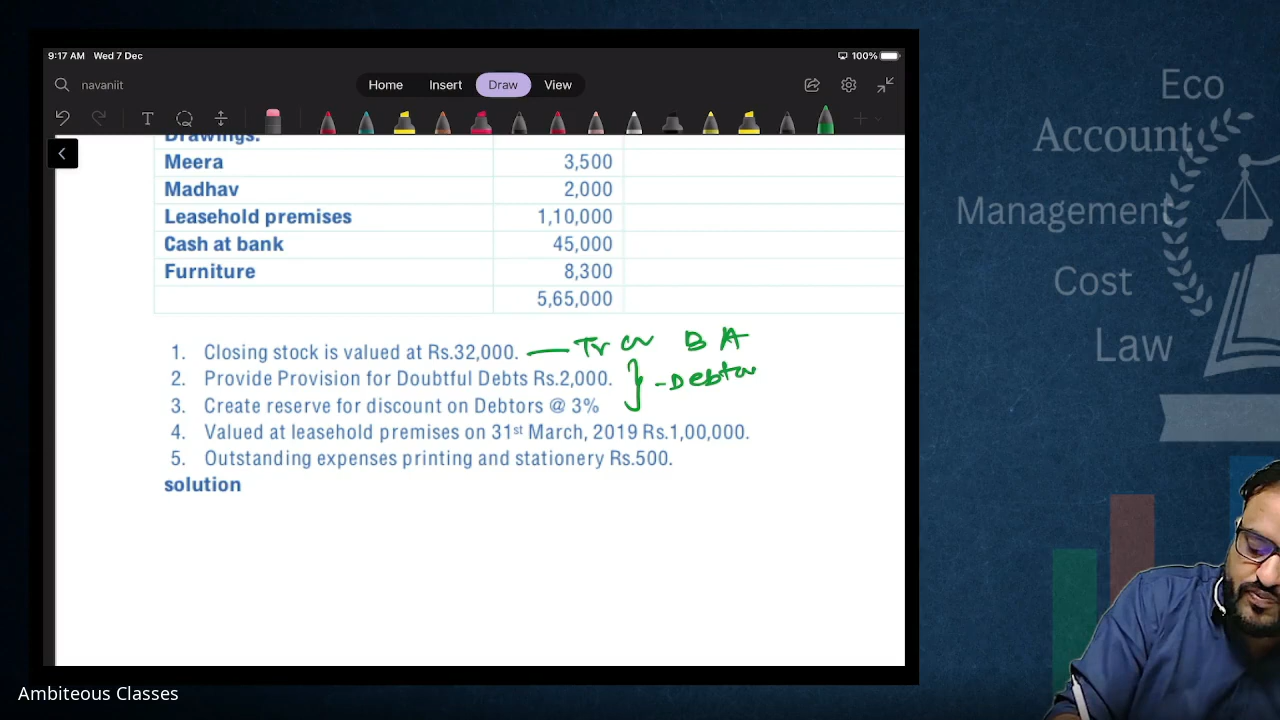 9:17 AM Wed 7 Dec
100%
navaniit
Home Insert Draw View
T
Drawings:
Meera 3,500
Madhav 2,000
Leasehold premises 1,10,000
Cash at bank 45,000
Furniture 8,300
5,65,000
1. Closing stock is valued at Rs.32,000. — Tr Cr B A
2. Provide Provision for Doubtful Debts Rs.2,000.
3. Create reserve for discount on Debtors @ 3%
} - Debtor
4. Valued at leasehold premises on 31st March, 2019 Rs.1,00,000.
5. Outstanding expenses printing and stationery Rs.500.
solution
Eco
Account
Management
Cost
Law
Ambiteous Classes